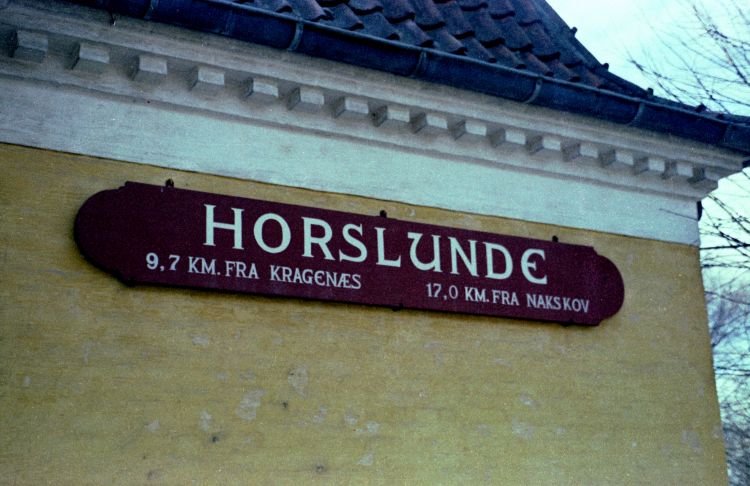 HORSLUNDE
9,7 KM. FRA KRAGENÆS 17,0 KM. FRA NAKSKOV